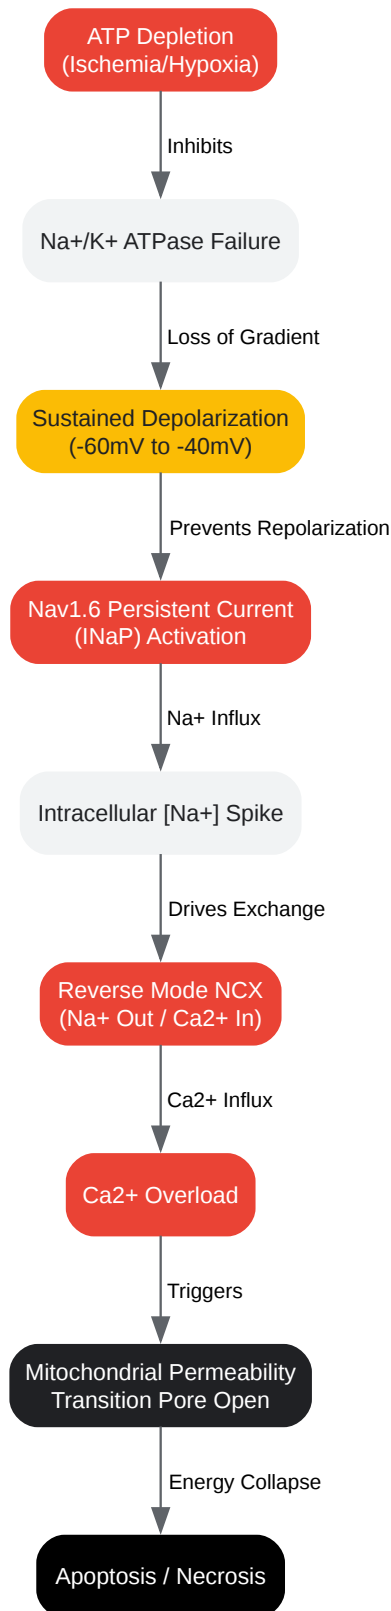 ATP Depletion
(Ischemia/Hypoxia)
Inhibits
Na+/K+ ATPase Failure
Loss of Gradient
Sustained Depolarization
(-60mV to -40mV)
Prevents Repolarization
Nav1.6 Persistent Current
(INaP) Activation
Na+ Influx
Intracellular [Na+] Spike
Drives Exchange
Reverse Mode NCX
(Na+ Out / Ca2+ In)
Ca2+ Influx
Ca2+ Overload
Triggers
Mitochondrial Permeability
Transition Pore Open
Energy Collapse
Apoptosis / Necrosis